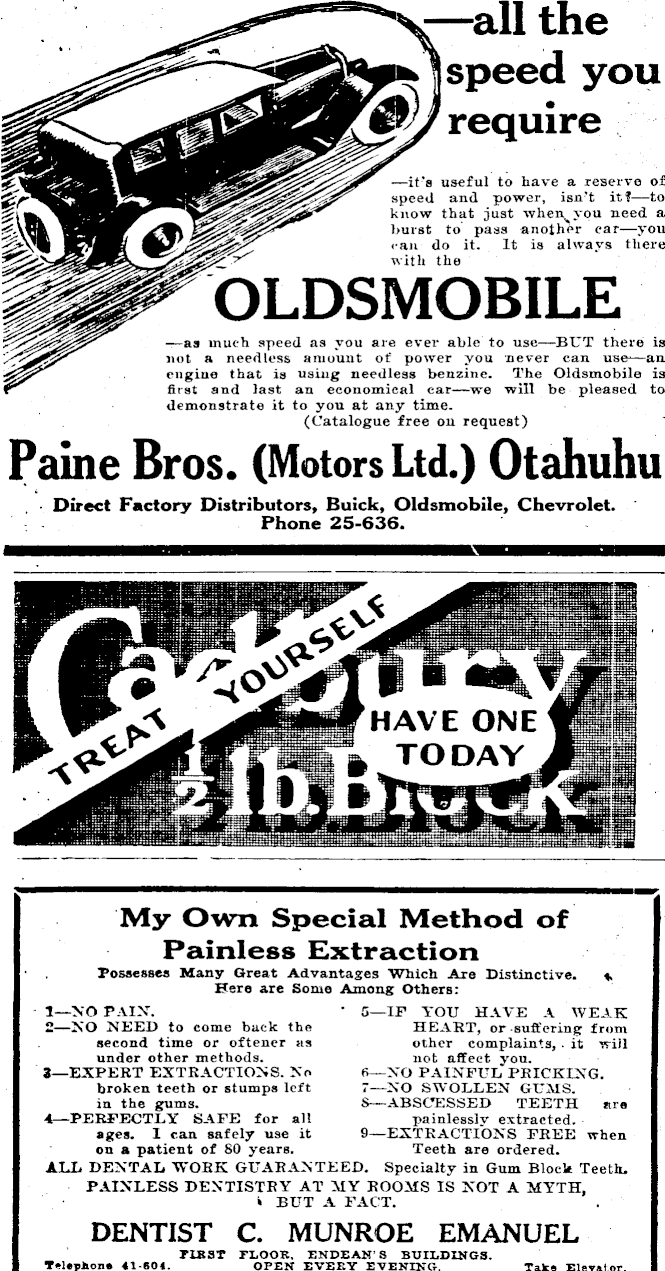 —all the
speed you
require
—it's useful to have a reserve of
speed and power, isn't it?—to
know that just when you need a
burst to pass another car—you
can do it. It is always there
with the
OLDSMOBILE
—as much speed as you are ever able to use—BUT there is
not a needless amount of power you never can use—an
engine that is using needless benzine. The Oldsmobile is
first and last an economical car—we will be pleased to
demonstrate it to you at any time.
(Catalogue free on request)
Paine Bros. (Motors Ltd.) Otahuhu
Direct Factory Distributors, Buick, Oldsmobile, Chevrolet.
Phone 25-636.
Cadbury
TREAT YOURSELF
HAVE ONE
TODAY
½ lb. Block
My Own Special Method of
Painless Extraction
Possesses Many Great Advantages Which Are Distinctive.
Here are Some Among Others:
1—NO PAIN.
2—NO NEED to come back the
second time or oftener as
under other methods.
3—EXPERT EXTRACTIONS. No
broken teeth or stumps left
in the gums.
4—PERFECTLY SAFE for all
ages. I can safely use it
on a patient of 80 years.
5—IF YOU HAVE A WEAK
HEART, or suffering from
other complaints, it will
not affect you.
6—NO PAINFUL PRICKING.
7—NO SWOLLEN GUMS.
8—ABSCESSED TEETH are
painlessly extracted.
9—EXTRACTIONS FREE when
Teeth are ordered.
ALL DENTAL WORK GUARANTEED. Specialty in Gum Block Teeth.
PAINLESS DENTISTRY AT MY ROOMS IS NOT A MYTH,
BUT A FACT.
DENTIST C. MUNROE EMANUEL
FIRST FLOOR, ENDEAN'S BUILDINGS.
Telephone 41-604. OPEN EVERY EVENING. Take Elevator.